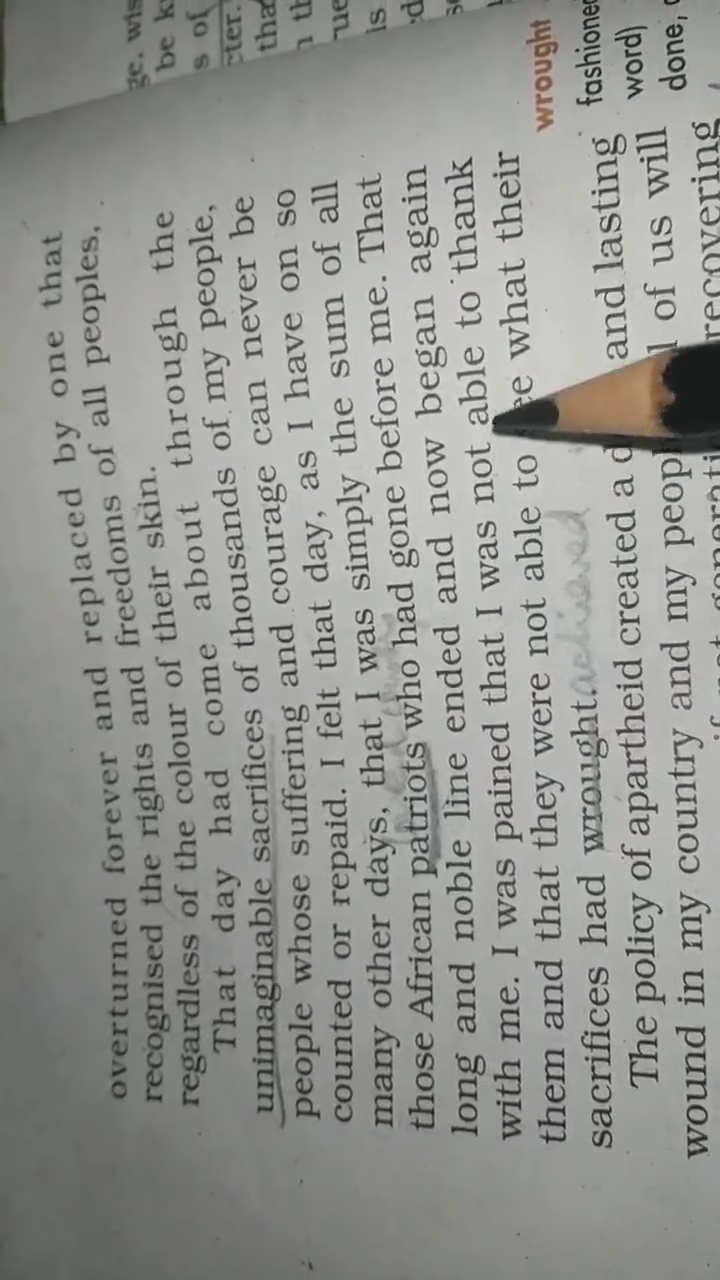 overturned forever and replaced by one that
recognised the rights and freedoms of all peoples,
regardless of the colour of their skin.
That day had come about through the
unimaginable sacrifices of thousands of my people,
people whose suffering and courage can never be
counted or repaid. I felt that day, as I have on so
many other days, that I was simply the sum of all
those African patriots who had gone before me. That
long and noble line ended and now began again
with me. I was pained that I was not able to thank
them and that they were not able to what their
sacrifices had wrought. achieved
The policy of apartheid created a and lasting
wound in my country and my of us will
recovering
be
s of
cter.
wrought
fashioned
word)
done,